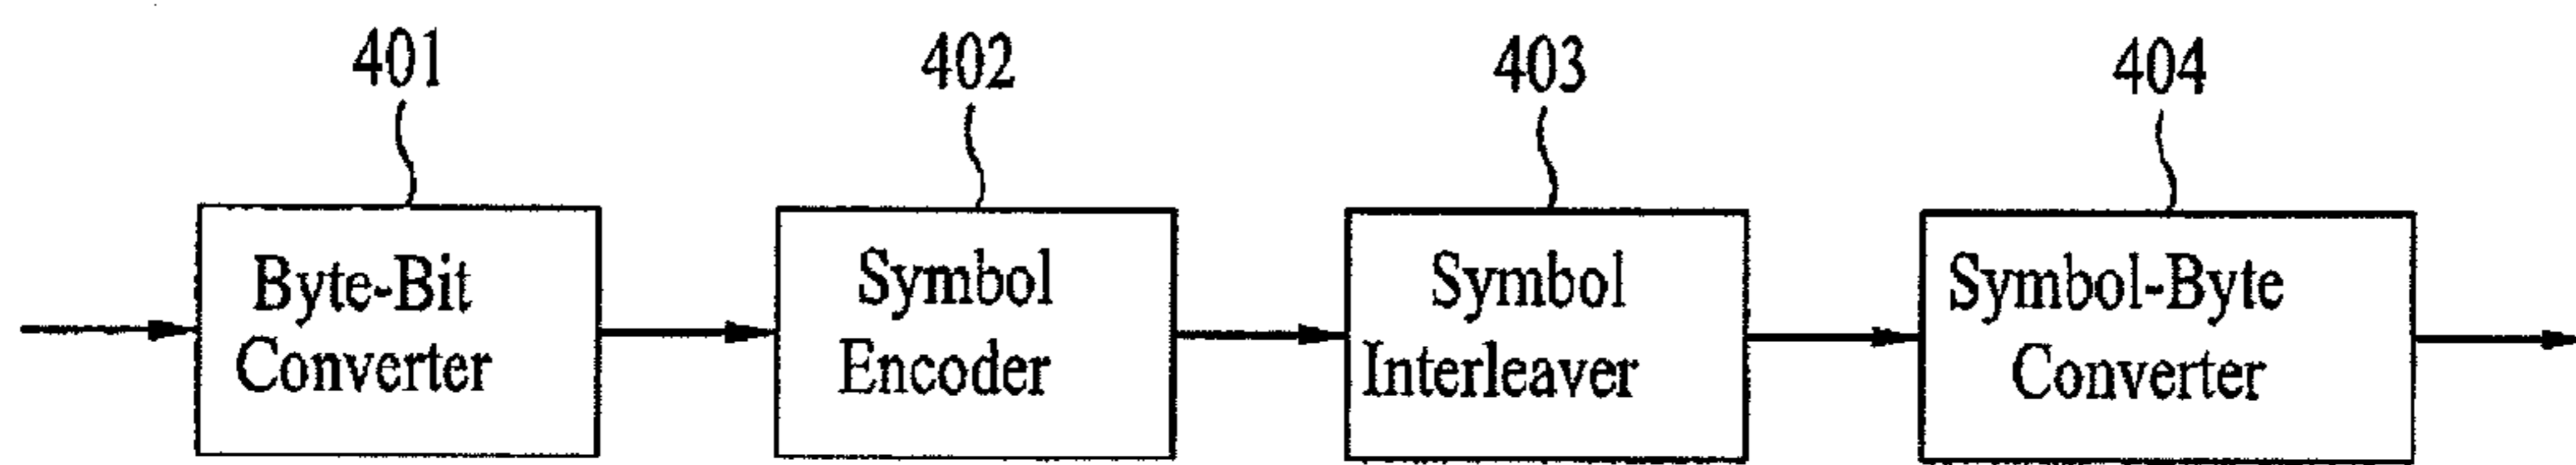 401
402
403
404
Byte-Bit
Converter
Symbol
Encoder
Symbol
Interleaver
Symbol-Byte
Converter